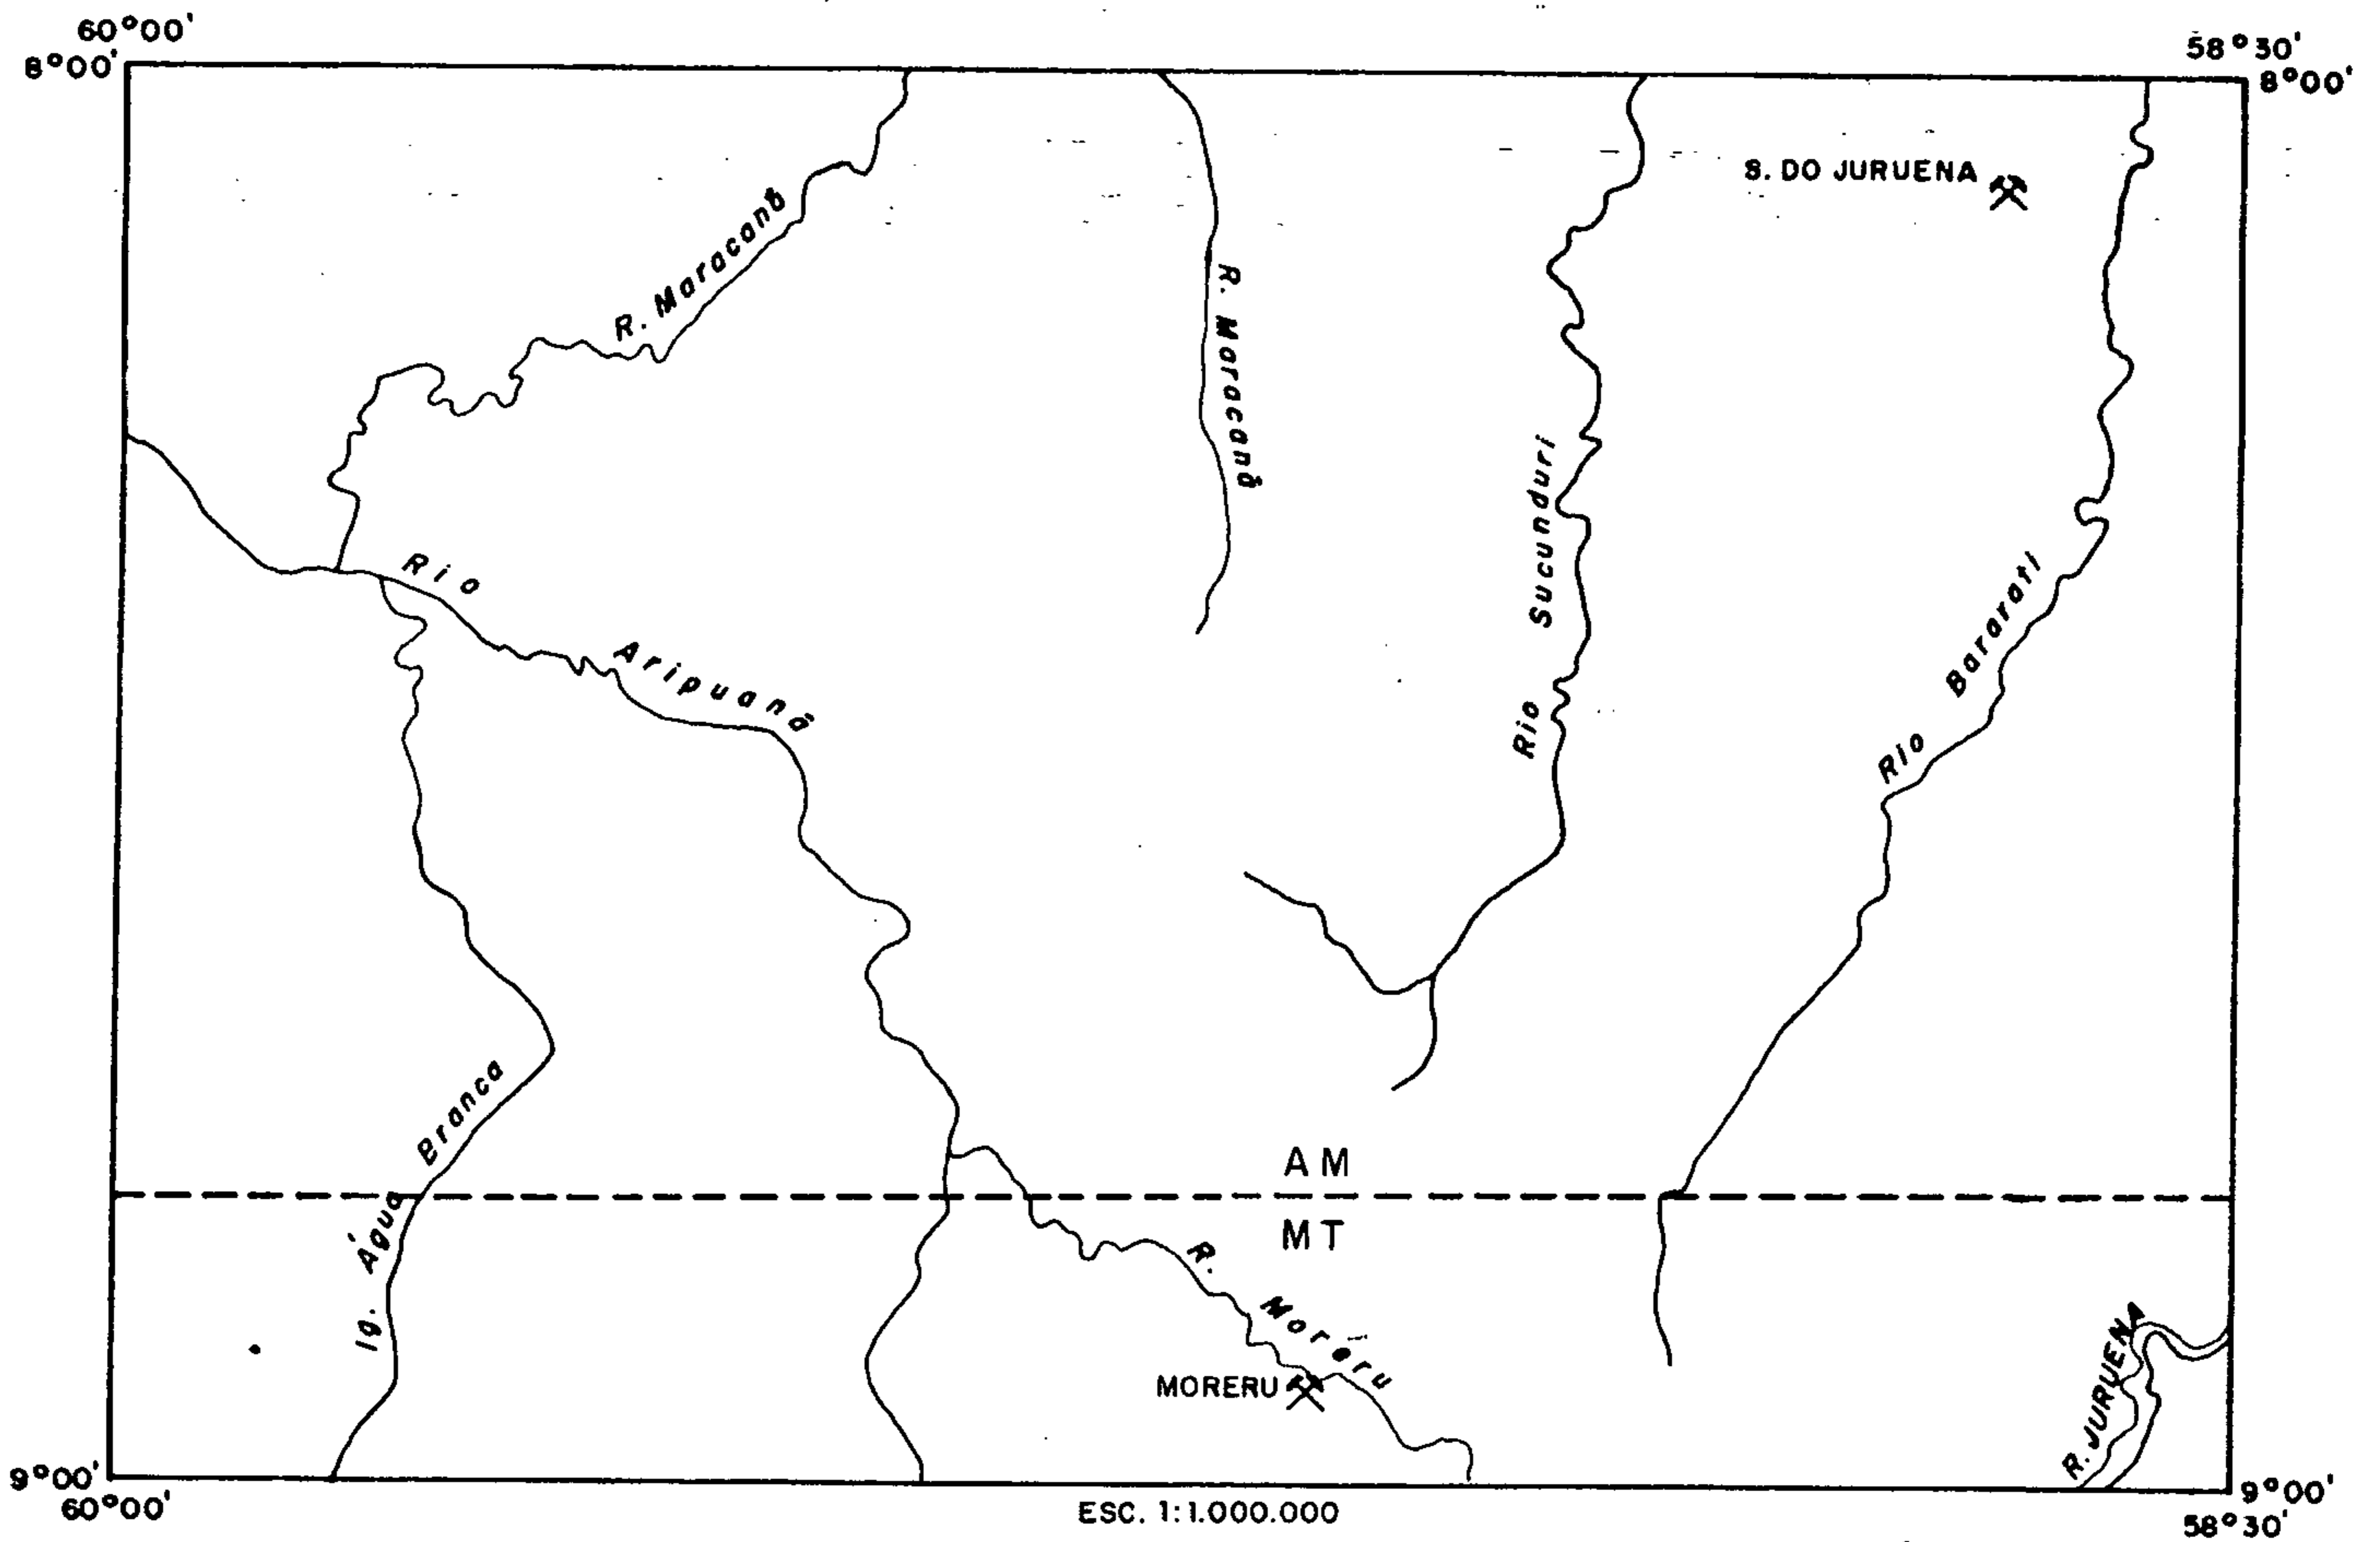 60°00'
58°30'
8°00'
8°00'
S. DO JURUENA
R. Maracanã
R. Maracanã
Rio Sucunduri
Rio Bararati
Rio Aripuanã
AM
MT
Ig. Água Branca
R. Moreru
MORERU
R. JURUENA
9°00'
9°00'
60°00'
ESC. 1:1.000.000
58°30'